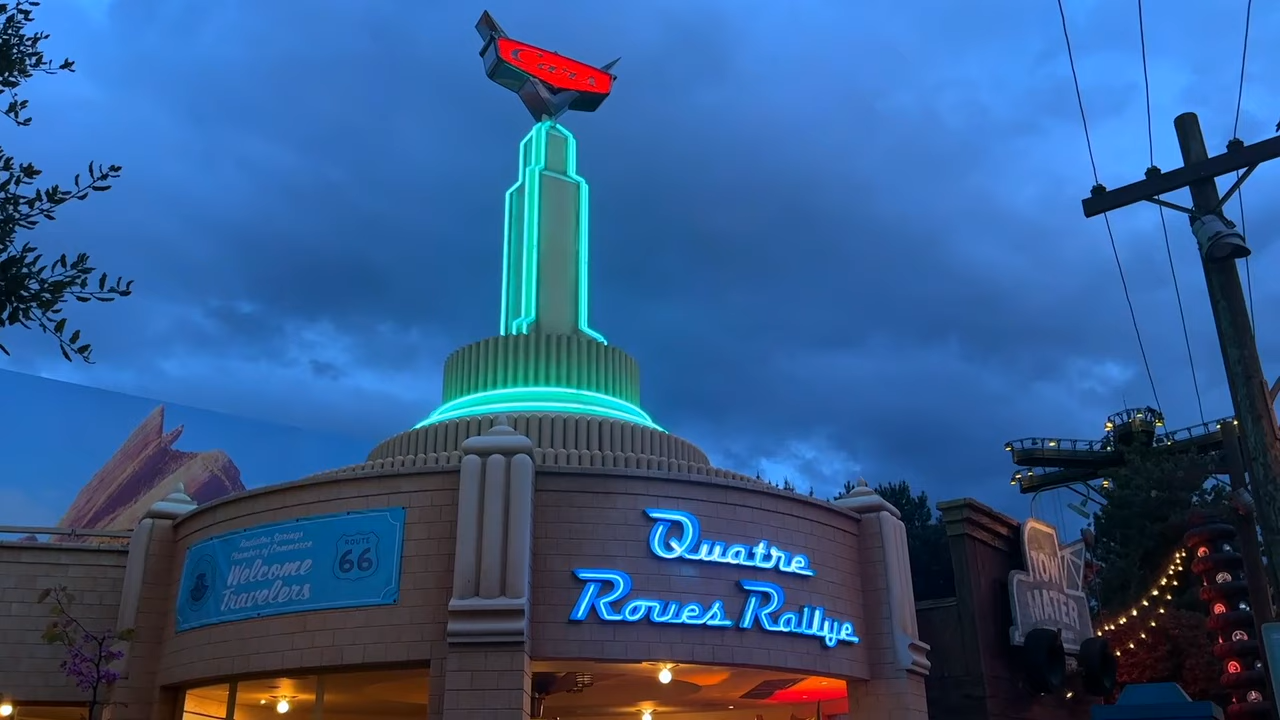 Cars
Radiator Springs
Chamber of Commerce
Welcome
Travelers
ROUTE
66
Quatre
Roues Rallye
TOW
MATER